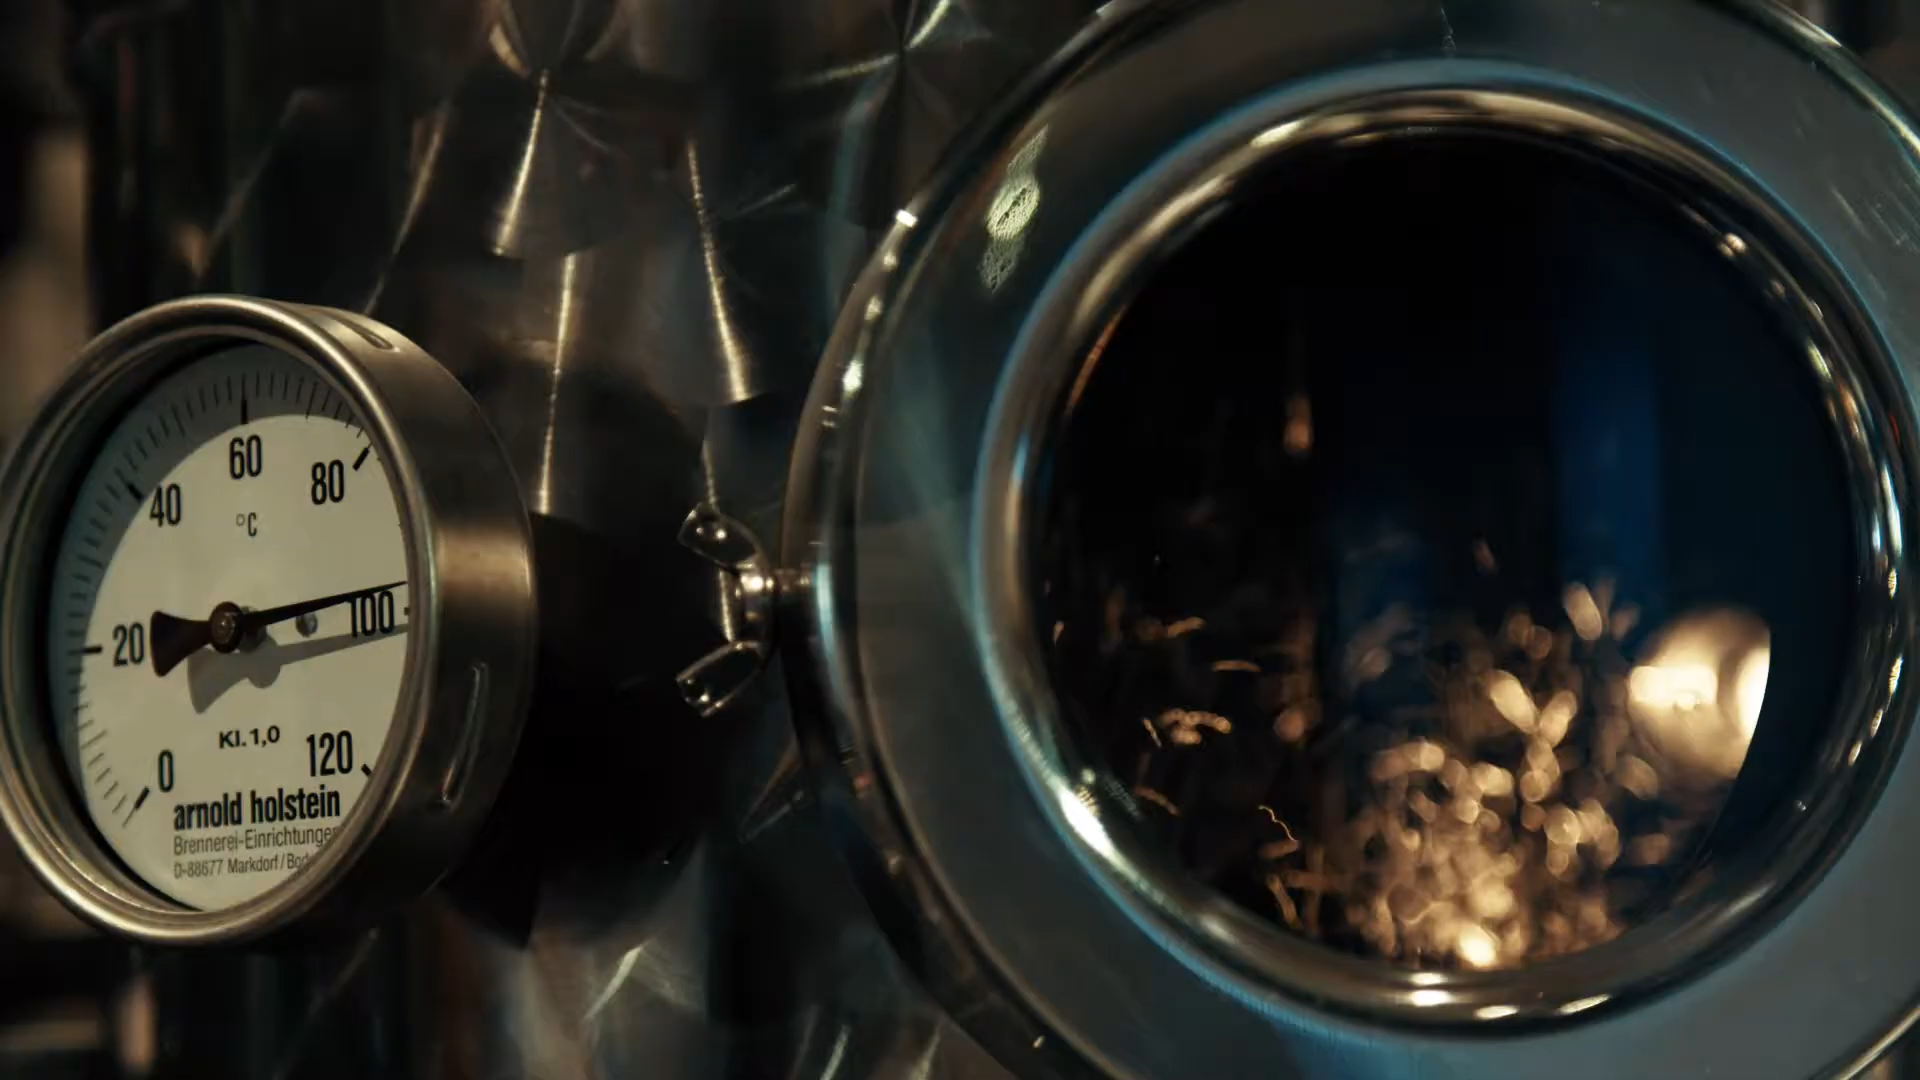 60
80
40
°C
100
20
Kl. 1,0
0
120
arnold holstein
Brennerei-Einrichtungen
D-88677 Markdorf/Bod